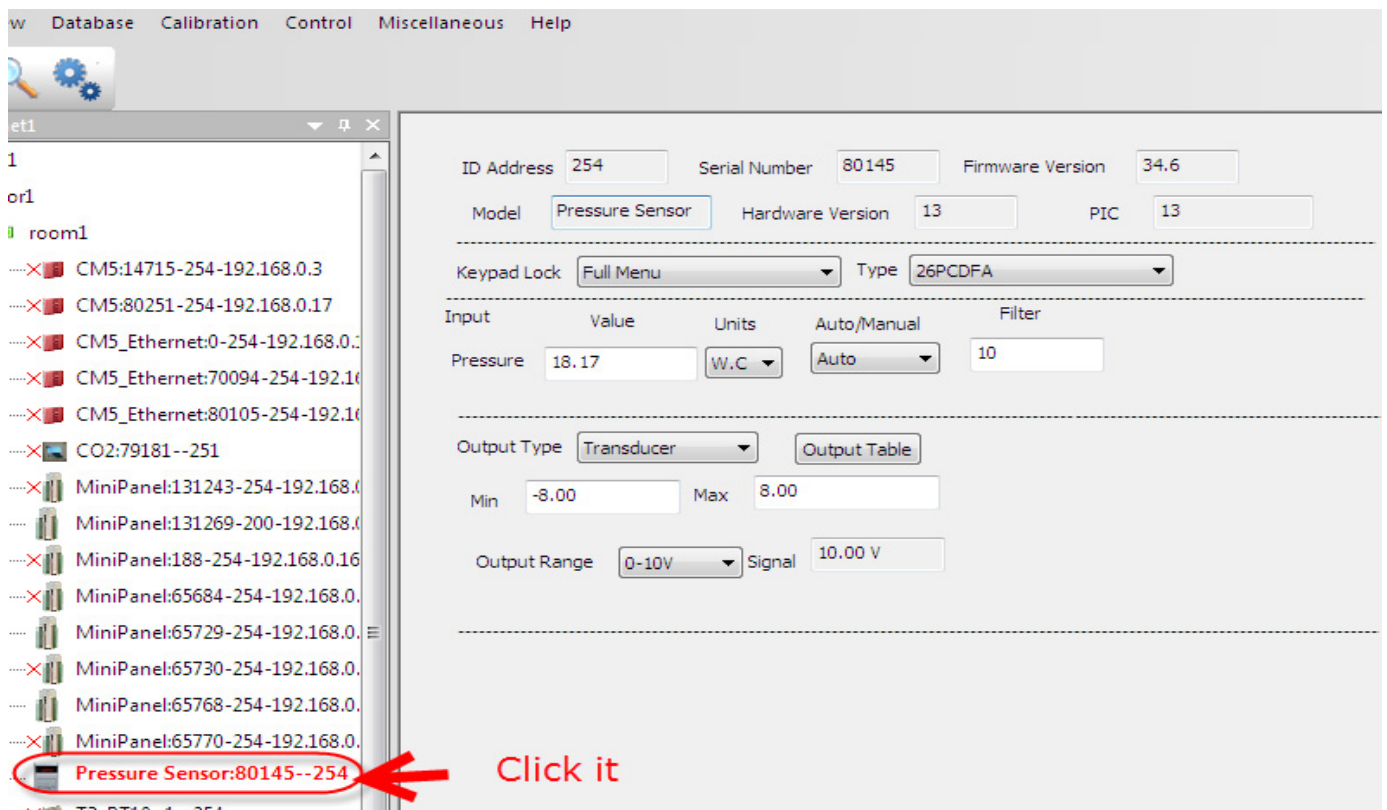 w Database Calibration Control Miscellaneous Help
et1
1
or1
room1
CM5:14715-254-192.168.0.3
CM5:80251-254-192.168.0.17
CM5_Ethernet:0-254-192.168.0.
CM5_Ethernet:70094-254-192.1
CM5_Ethernet:80105-254-192.1
CO2:79181--251
MiniPanel:131243-254-192.168.
MiniPanel:131269-200-192.168.
MiniPanel:188-254-192.168.0.16
MiniPanel:65684-254-192.168.0.
MiniPanel:65729-254-192.168.0.
MiniPanel:65730-254-192.168.0.
MiniPanel:65768-254-192.168.0.
MiniPanel:65770-254-192.168.0.
Pressure Sensor:80145--254
ID Address 254 Serial Number 80145 Firmware Version 34.6
Model Pressure Sensor Hardware Version 13 PIC 13
Keypad Lock Full Menu Type 26PCDFA
Input Value Units Auto/Manual Filter
Pressure 18.17 W.C Auto 10
Output Type Transducer Output Table
Min -8.00 Max 8.00
Output Range 0-10V Signal 10.00 V
Click it